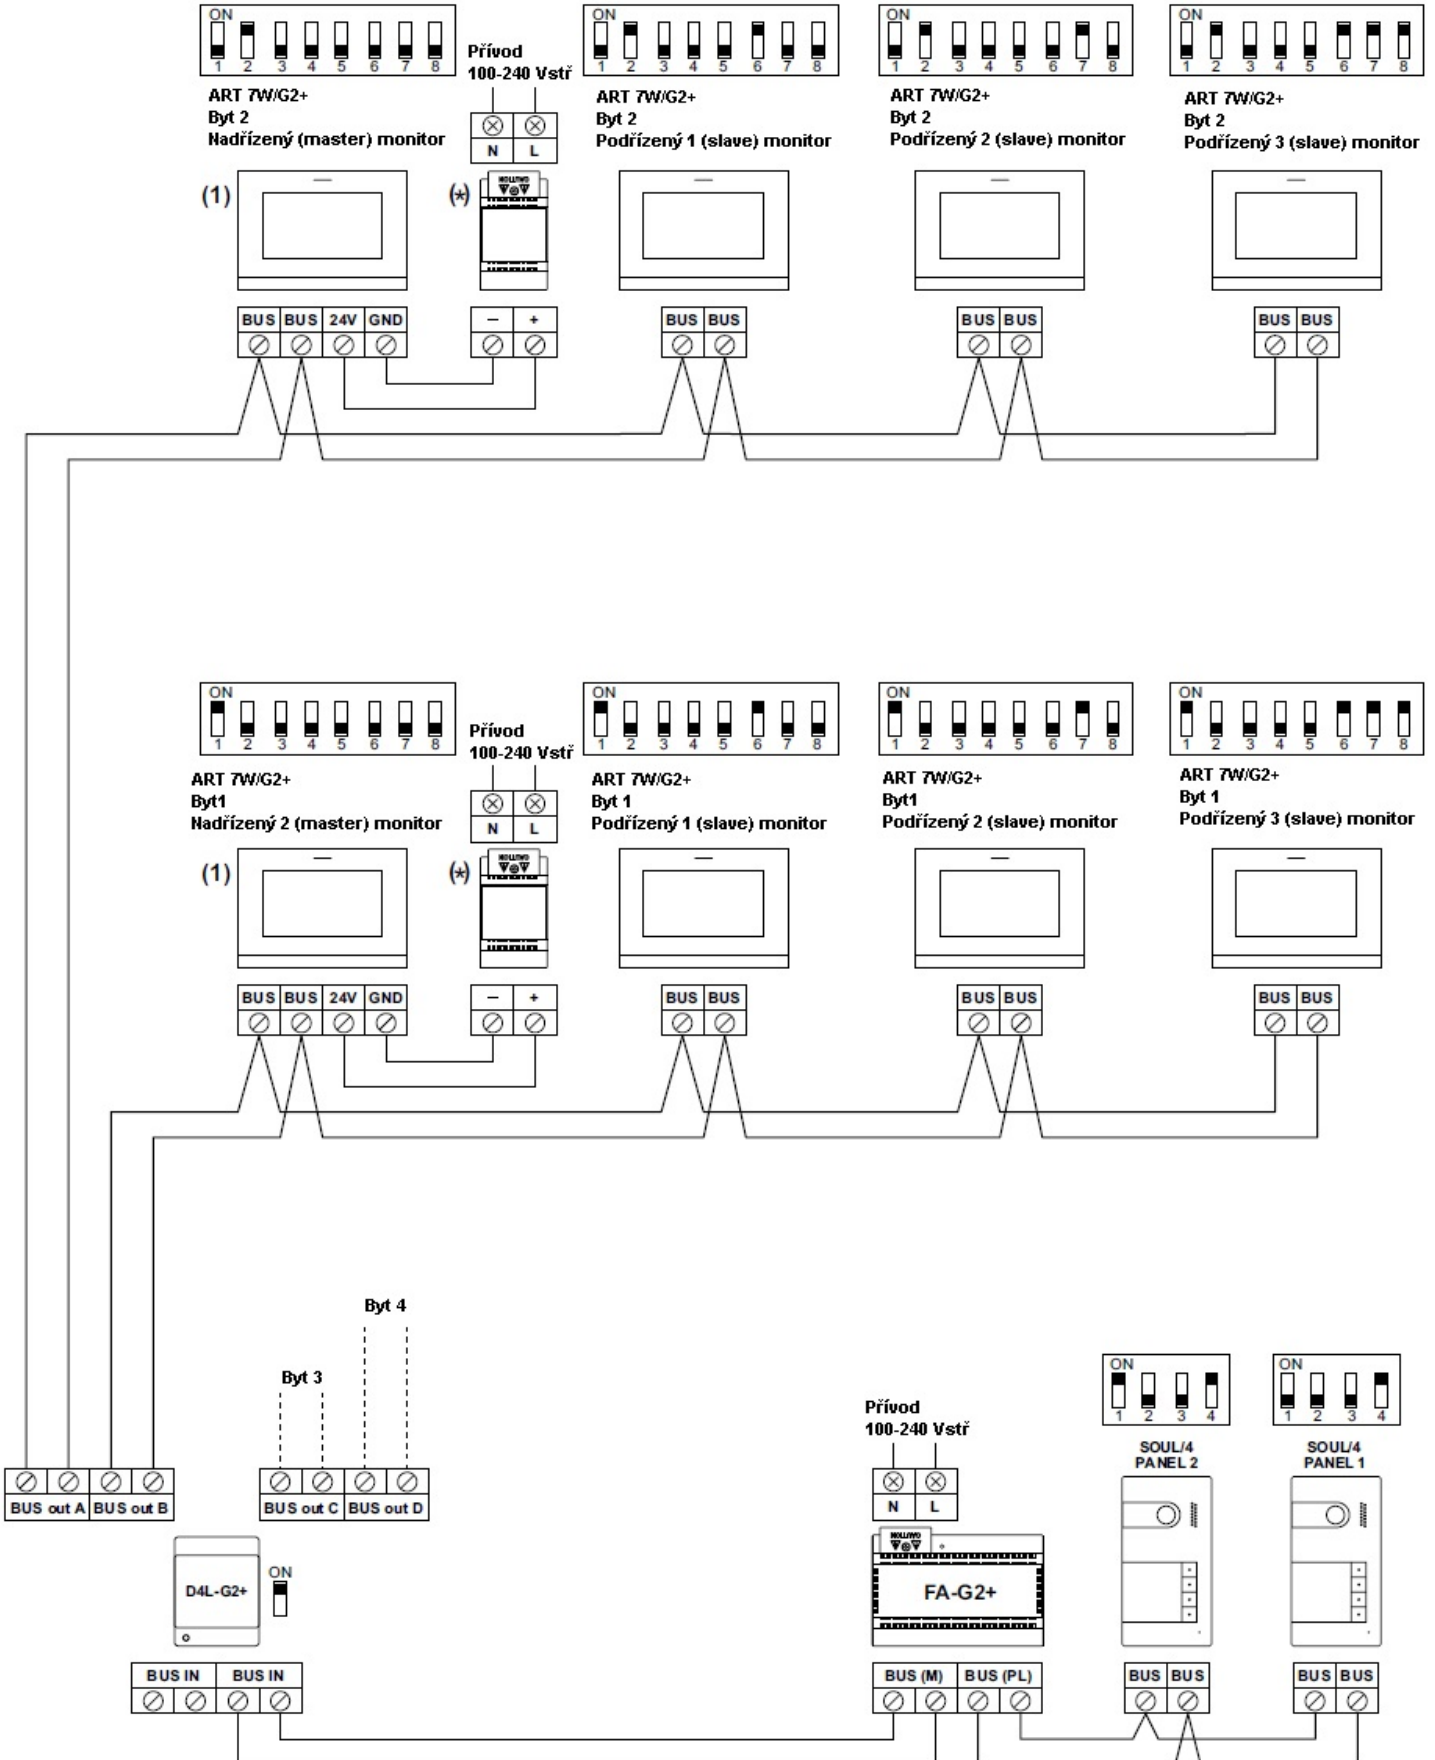 ON ON ON ON
1 2 3 4 5 6 7 8 1 2 3 4 5 6 7 8 1 2 3 4 5 6 7 8 1 2 3 4 5 6 7 8
Přívod
100-240 Vstř
ART 7W/G2+
Byt 2
Nadřízený (master) monitor
N L
ART 7W/G2+
Byt 2
Podřízený 1 (slave) monitor
ART 7W/G2+
Byt 2
Podřízený 2 (slave) monitor
ART 7W/G2+
Byt 2
Podřízený 3 (slave) monitor
(1) (*)
BUS BUS 24V GND − + BUS BUS BUS BUS BUS BUS
ON ON ON ON
1 2 3 4 5 6 7 8 1 2 3 4 5 6 7 8 1 2 3 4 5 6 7 8 1 2 3 4 5 6 7 8
Přívod
100-240 Vstř
ART 7W/G2+
Byt1
Nadřízený 2 (master) monitor
N L
ART 7W/G2+
Byt 1
Podřízený 1 (slave) monitor
ART 7W/G2+
Byt1
Podřízený 2 (slave) monitor
ART 7W/G2+
Byt 1
Podřízený 3 (slave) monitor
(1) (*)
BUS BUS 24V GND − + BUS BUS BUS BUS BUS BUS
Byt 4
Byt 3
BUS out A BUS out B BUS out C BUS out D
D4L-G2+
ON
BUS IN BUS IN
Přívod
100-240 Vstř
N L
FA-G2+
BUS (M) BUS (PL)
ON
1 2 3 4
SOUL/4
PANEL 2
BUS BUS
ON
1 2 3 4
SOUL/4
PANEL 1
BUS BUS